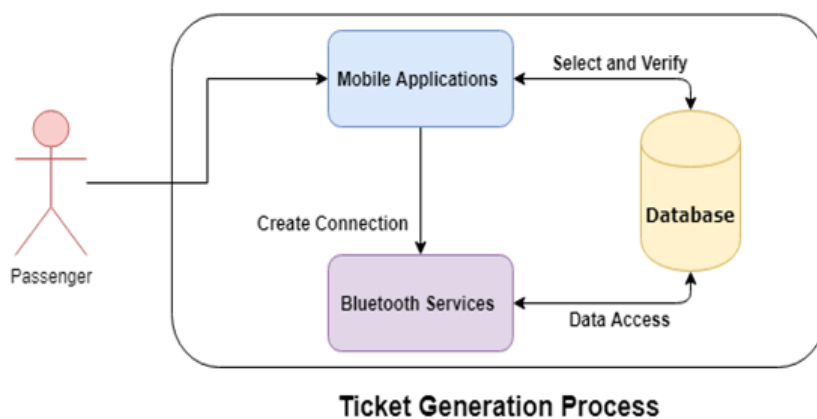 Mobile Applications
Select and Verify
Database
Create Connection
Passenger
Bluetooth Services
Data Access
Ticket Generation Process